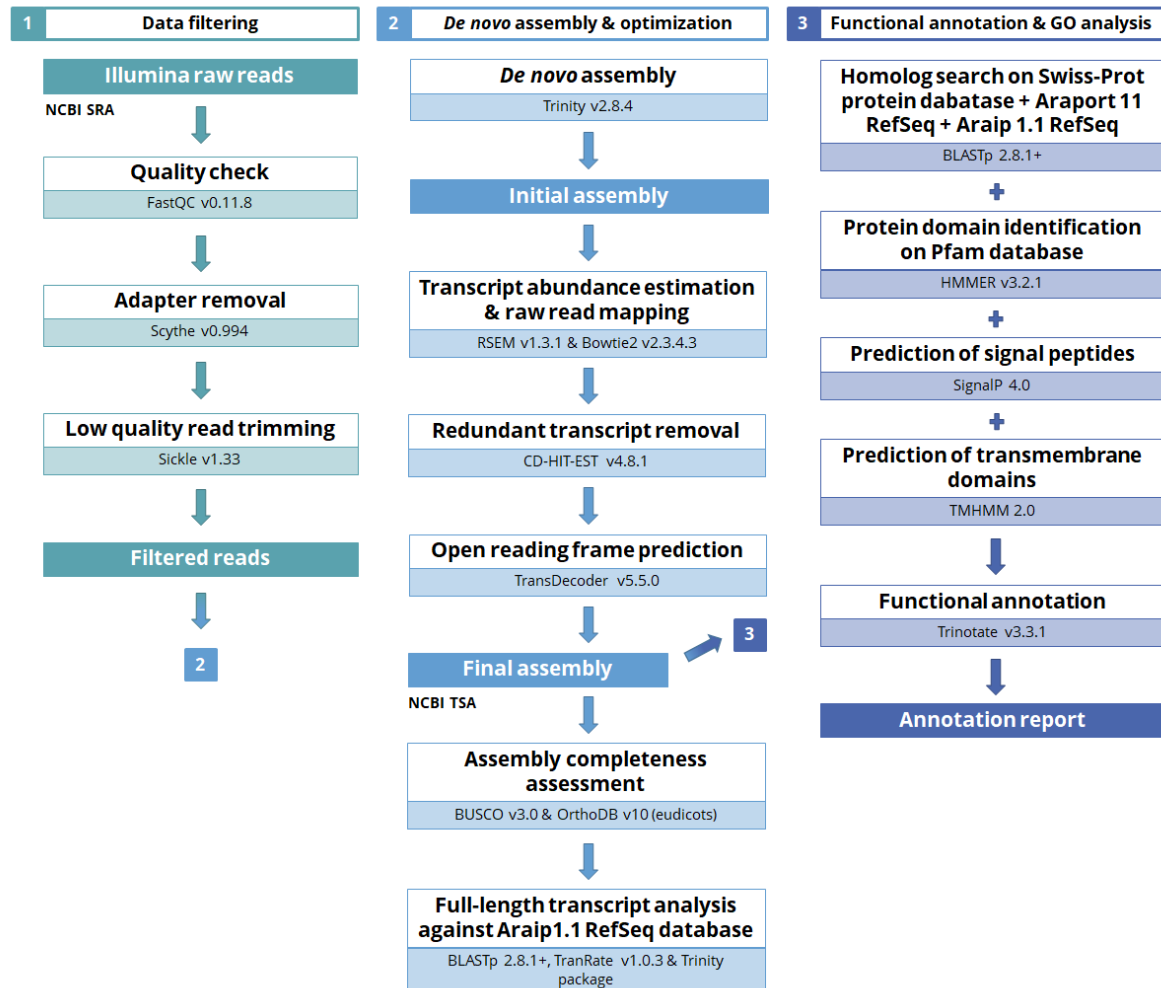 1
Data filtering
Illumina raw reads
NCBI SRA
Quality check
FastQC v0.11.8
Adapter removal
Scythe v0.994
Low quality read trimming
Sickle v1.33
Filtered reads
2
2
De novo assembly & optimization
De novo assembly
Trinity v2.8.4
Initial assembly
Transcript abundance estimation
& raw read mapping
RSEM v1.3.1 & Bowtie2 v2.3.4.3
Redundant transcript removal
CD-HIT-EST v4.8.1
Open reading frame prediction
TransDecoder v5.5.0
3
Final assembly
NCBI TSA
Assembly completeness
assessment
BUSCO v3.0 & OrthoDB v10 (eudicots)
Full-length transcript analysis
against Araip1.1 RefSeq database
BLASTp 2.8.1+, TranRate v1.0.3 & Trinity
package
3
Functional annotation & GO analysis
Homolog search on Swiss-Prot
protein dabatase + Araport 11
RefSeq + Araip 1.1 RefSeq
BLASTp 2.8.1+
+
Protein domain identification
on Pfam database
HMMER v3.2.1
+
Prediction of signal peptides
SignalP 4.0
+
Prediction of transmembrane
domains
TMHMM 2.0
Functional annotation
Trinotate v3.3.1
Annotation report